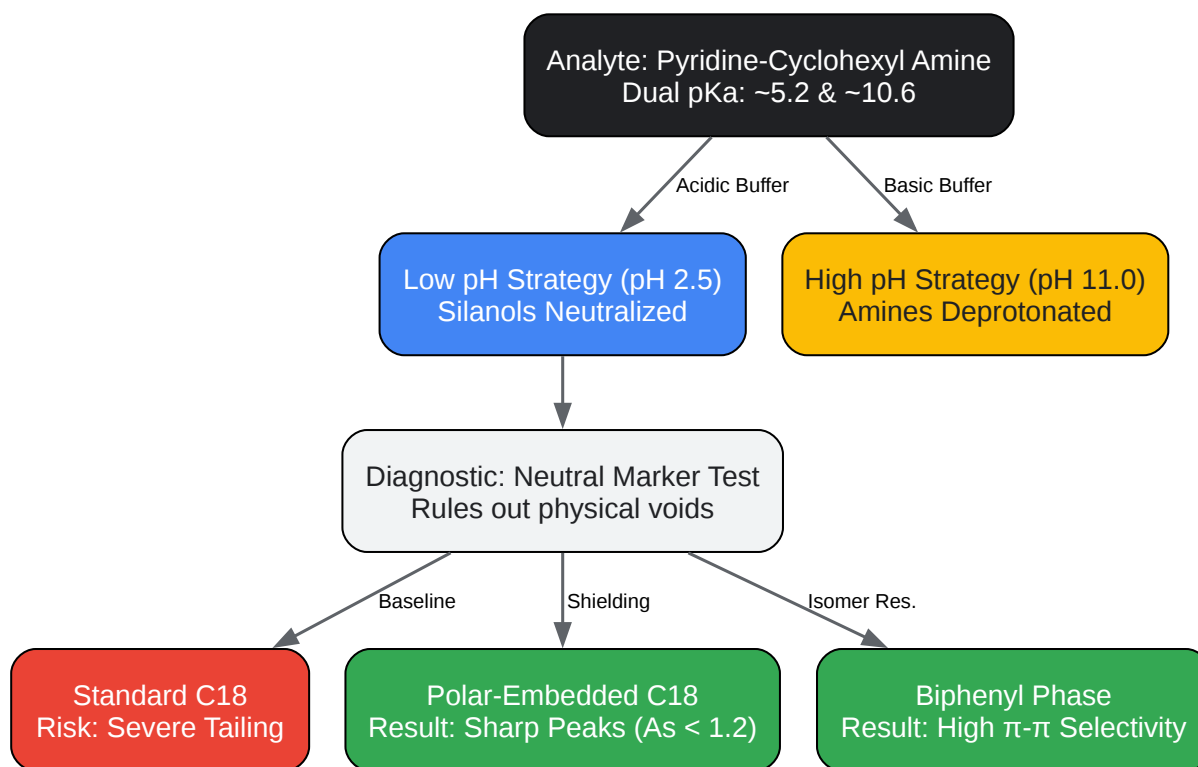 Analyte: Pyridine-Cyclohexyl Amine
Dual pKa: ~5.2 & ~10.6
Acidic Buffer
Basic Buffer
Low pH Strategy (pH 2.5)
Silanols Neutralized
High pH Strategy (pH 11.0)
Amines Deprotonated
Diagnostic: Neutral Marker Test
Rules out physical voids
Baseline
Shielding
Isomer Res.
Standard C18
Risk: Severe Tailing
Polar-Embedded C18
Result: Sharp Peaks (As < 1.2)
Biphenyl Phase
Result: High π-π Selectivity